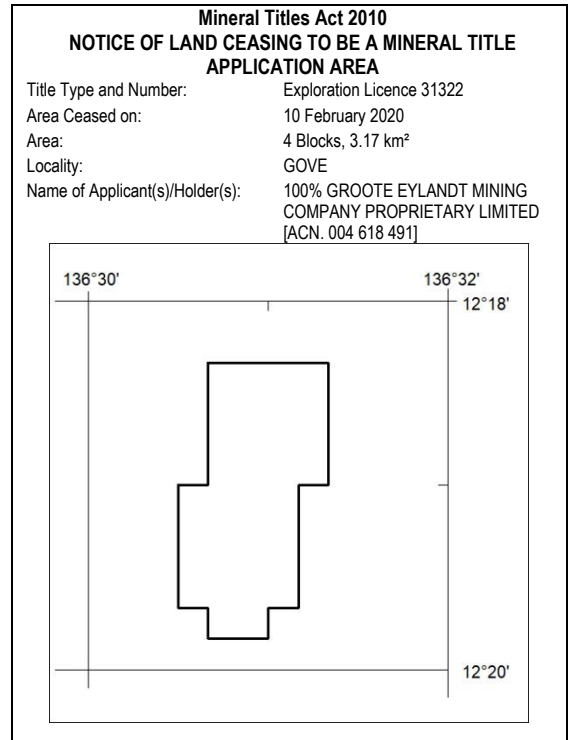 Mineral Titles Act 2010
NOTICE OF LAND CEASING TO BE A MINERAL TITLE
APPLICATION AREA
Title Type and Number: Exploration Licence 31322
Area Ceased on: 10 February 2020
Area: 4 Blocks, 3.17 km²
Locality: GOVE
Name of Applicant(s)/Holder(s): 100% GROOTE EYLANDT MINING
COMPANY PROPRIETARY LIMITED
[ACN. 004 618 491]
136°30' 136°32'
12°18'
12°20'